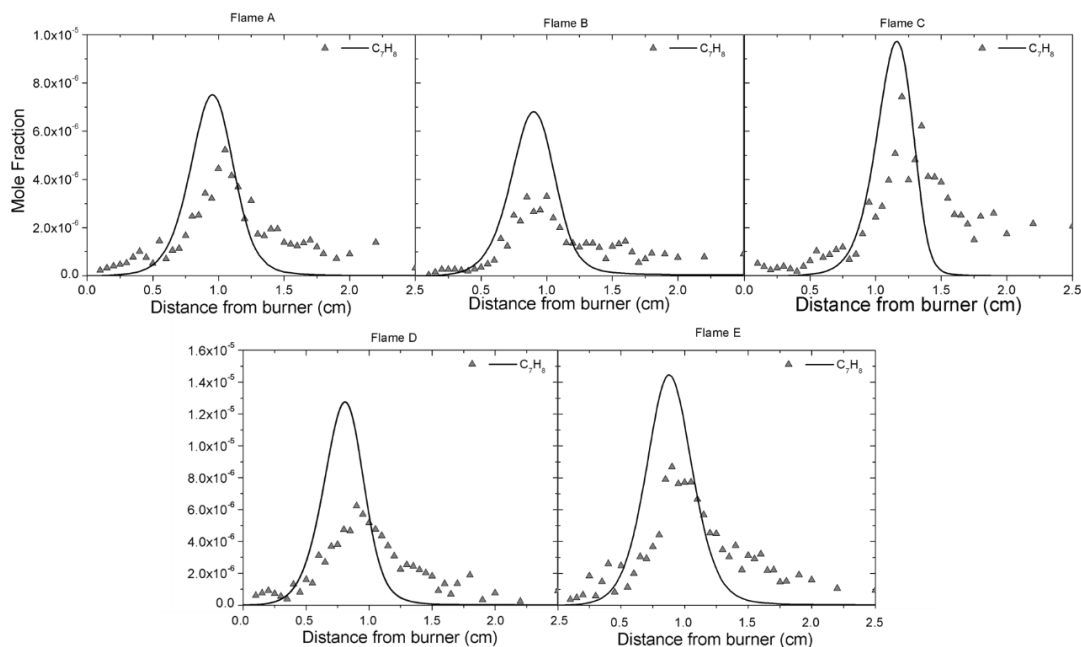 Flame A
Flame B
Flame C
1.0x10⁻⁵
8.0x10⁻⁶
6.0x10⁻⁶
4.0x10⁻⁶
2.0x10⁻⁶
0.0
Mole Fraction
C₇H₈
C₇H₈
C₇H₈
0.0 0.5 1.0 1.5 2.0
0.0 0.5 1.0 1.5 2.0
0.0 0.5 1.0 1.5 2.0 2.5
Distance from burner (cm)
Distance from burner (cm)
Distance from burner (cm)
Flame D
Flame E
1.6x10⁻⁵
1.4x10⁻⁵
1.2x10⁻⁵
1.0x10⁻⁵
8.0x10⁻⁶
6.0x10⁻⁶
4.0x10⁻⁶
2.0x10⁻⁶
0.0
C₇H₈
C₇H₈
0.0 0.5 1.0 1.5 2.0 2.5
0.5 1.0 1.5 2.0 2.5
Distance from burner (cm)
Distance from burner (cm)